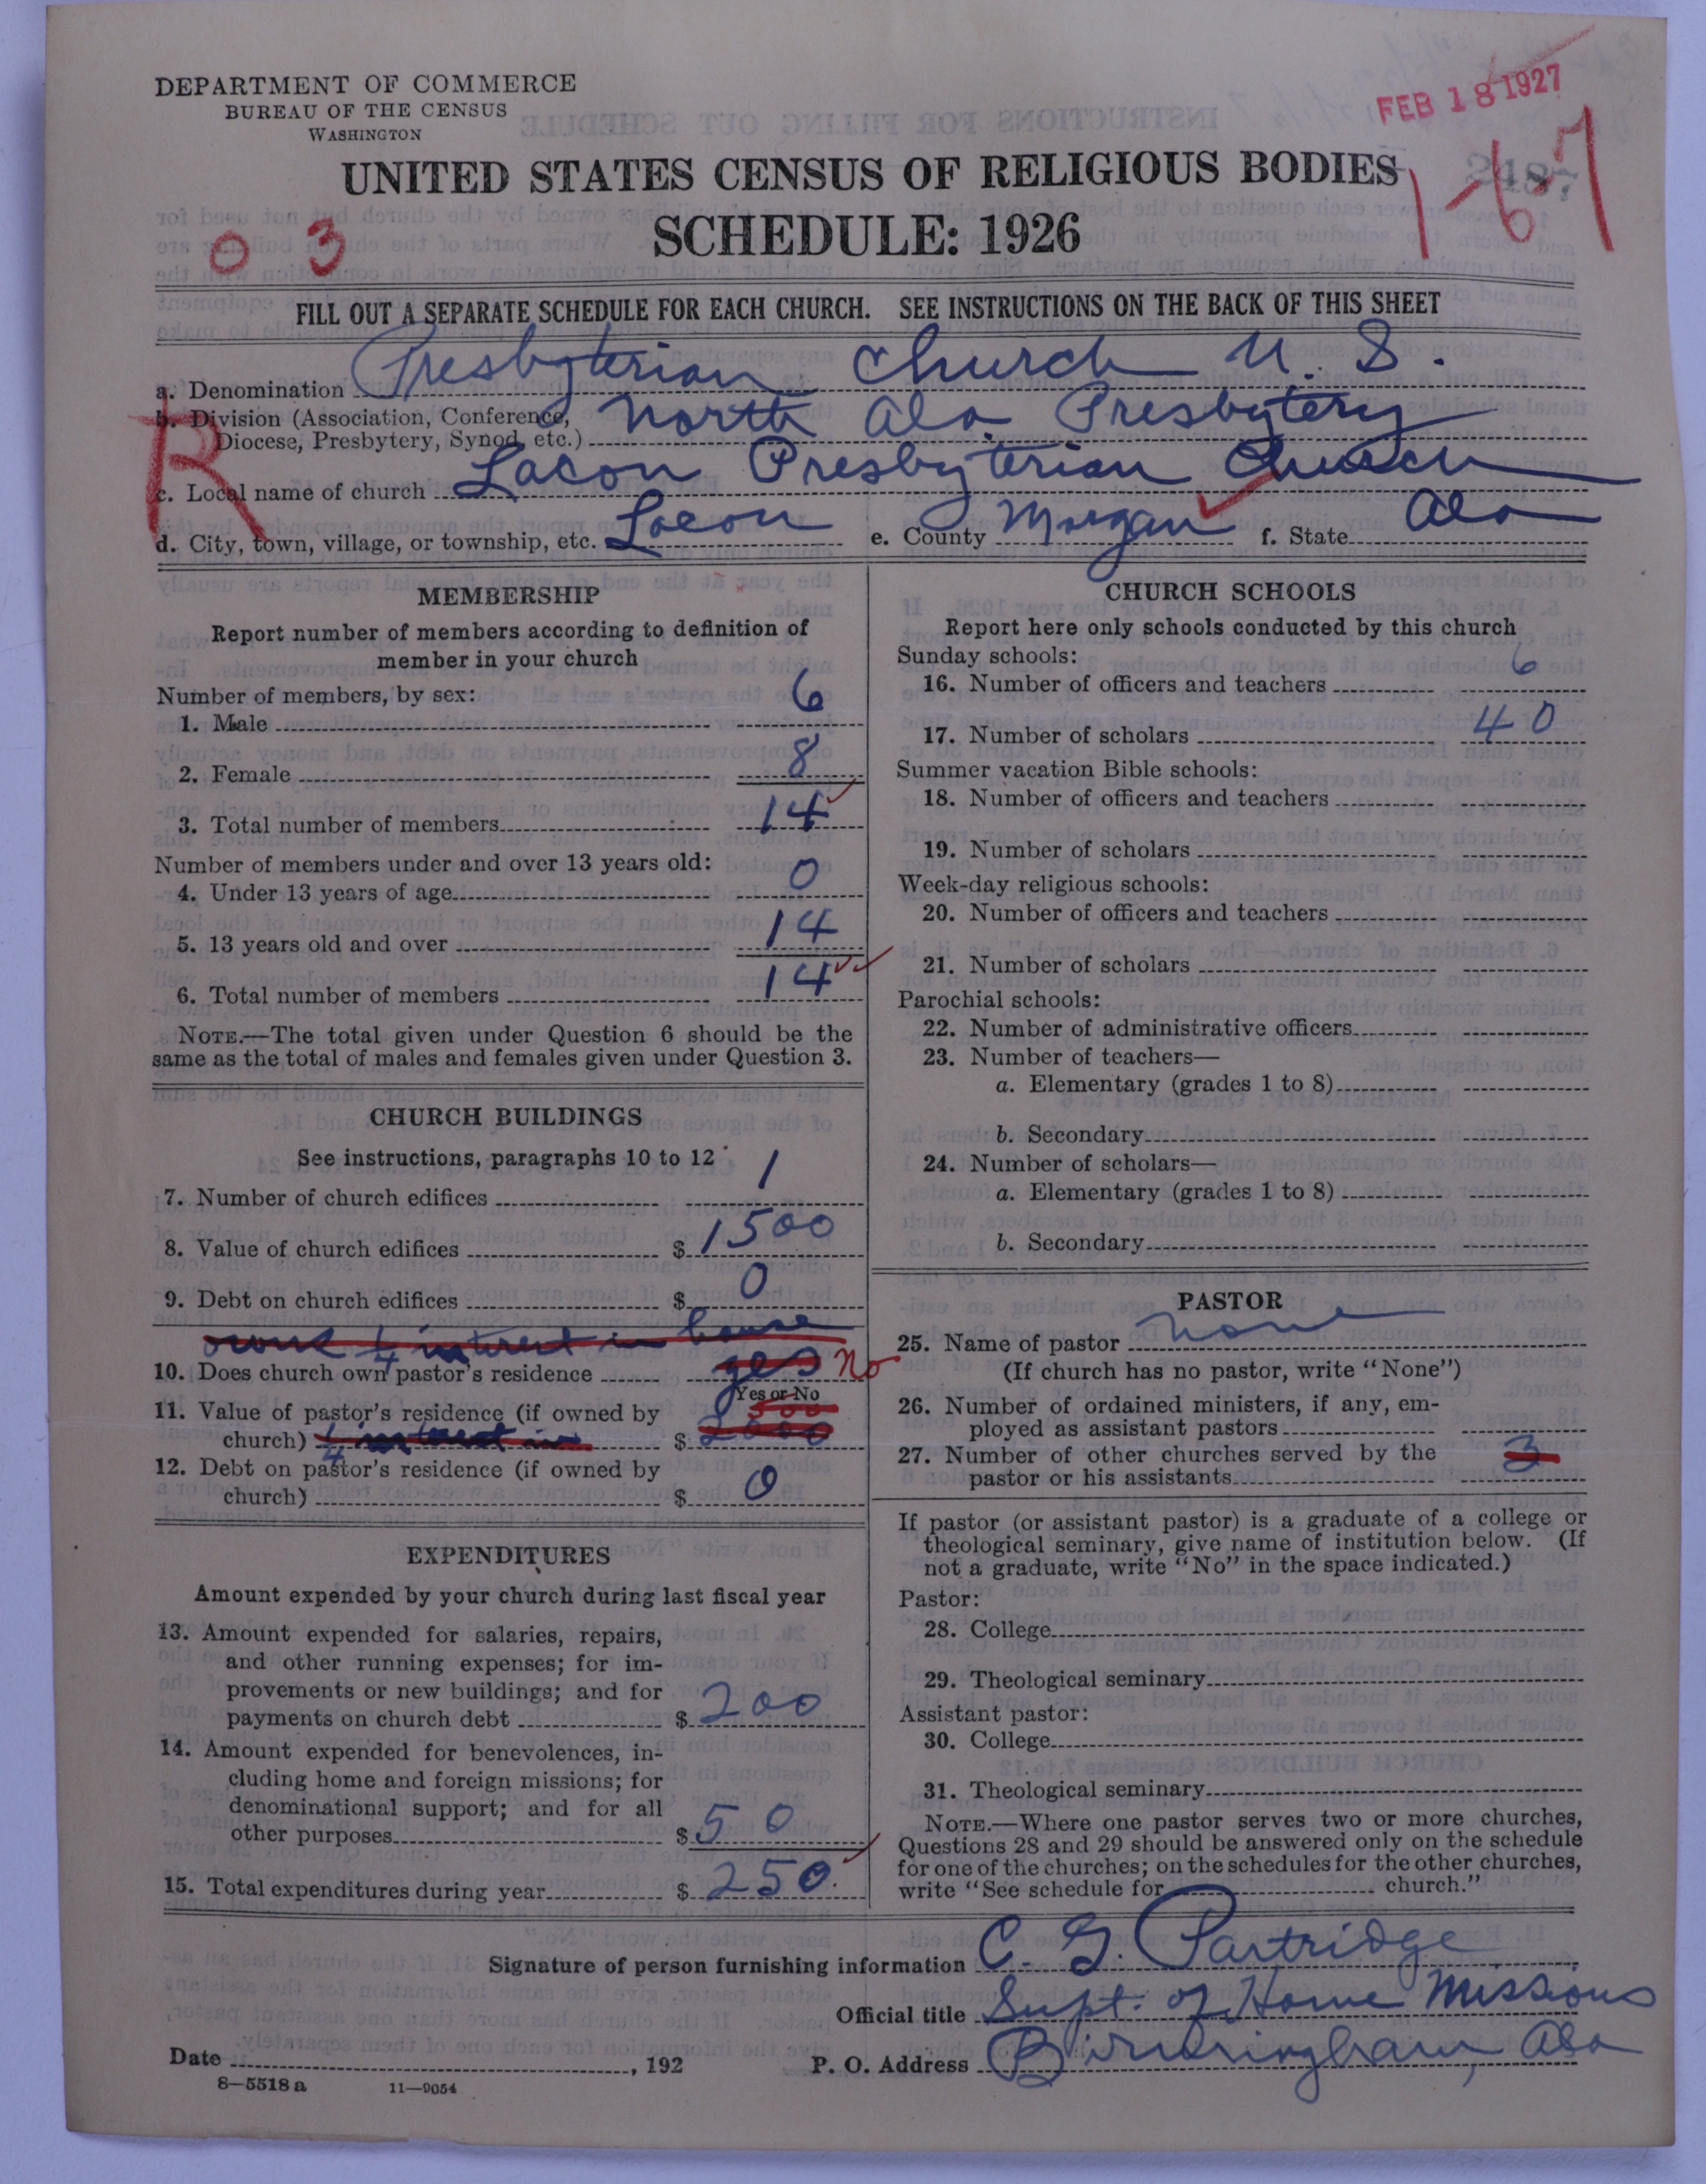 DEPARTMENT OF COMMERCE
BUREAU OF THE CENSUS
WASHINGTON
FEB 18 1927
2487
1-67
UNITED STATES CENSUS OF RELIGIOUS BODIES
SCHEDULE: 1926
0 3
FILL OUT A SEPARATE SCHEDULE FOR EACH CHURCH. SEE INSTRUCTIONS ON THE BACK OF THIS SHEET
a. Denomination Presbyterian Church U. S.
b. Division (Association, Conference, North Ala. Presbytery
Diocese, Presbytery, Synod, etc.)
R
c. Local name of church Lacon Presbyterian Church
d. City, town, village, or township, etc. Lacon e. County Morgan f. State Ala
MEMBERSHIP
Report number of members according to definition of
member in your church
Number of members, by sex:
1. Male 6
2. Female 8
3. Total number of members 14
Number of members under and over 13 years old:
4. Under 13 years of age 0
5. 13 years old and over 14
6. Total number of members 14
NOTE.—The total given under Question 6 should be the
same as the total of males and females given under Question 3.
CHURCH BUILDINGS
See instructions, paragraphs 10 to 12
7. Number of church edifices 1
8. Value of church edifices $ 1500
9. Debt on church edifices $ 0
owns 1/4 interest in house
10. Does church own pastor's residence yes No
Yes or No
11. Value of pastor's residence (if owned by 500
church) 1/4 interest in $ 2000
12. Debt on pastor's residence (if owned by
church) $ 0
EXPENDITURES
Amount expended by your church during last fiscal year
13. Amount expended for salaries, repairs,
and other running expenses; for im-
provements or new buildings; and for
payments on church debt $ 200
14. Amount expended for benevolences, in-
cluding home and foreign missions; for
denominational support; and for all
other purposes $ 50
15. Total expenditures during year $ 250
CHURCH SCHOOLS
Report here only schools conducted by this church
Sunday schools:
16. Number of officers and teachers 6
17. Number of scholars 40
Summer vacation Bible schools:
18. Number of officers and teachers
19. Number of scholars
Week-day religious schools:
20. Number of officers and teachers
21. Number of scholars
Parochial schools:
22. Number of administrative officers
23. Number of teachers—
a. Elementary (grades 1 to 8)
b. Secondary
24. Number of scholars—
a. Elementary (grades 1 to 8)
b. Secondary
PASTOR
25. Name of pastor None
(If church has no pastor, write "None")
26. Number of ordained ministers, if any, em-
ployed as assistant pastors
27. Number of other churches served by the
pastor or his assistants 3
If pastor (or assistant pastor) is a graduate of a college or
theological seminary, give name of institution below. (If
not a graduate, write "No" in the space indicated.)
Pastor:
28. College
29. Theological seminary
Assistant pastor:
30. College
31. Theological seminary
NOTE.—Where one pastor serves two or more churches,
Questions 28 and 29 should be answered only on the schedule
for one of the churches; on the schedules for the other churches,
write "See schedule for church."
Signature of person furnishing information C. G. Partridge
Official title Supt. of Home Missions
Date , 192 P. O. Address Birmingham, Ala
8—5518 a 11—9054